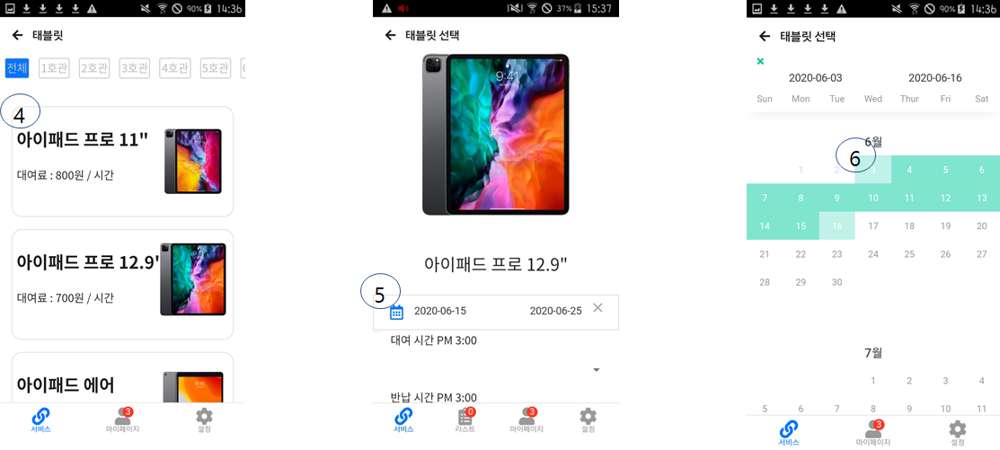 90% 14:36
태블릿
전체 1호관 2호관 3호관 4호관 5호관
4
아이패드 프로 11"
대여료 : 800원 / 시간
아이패드 프로 12.9"
대여료 : 700원 / 시간
아이패드 에어
3
서비스 마이페이지 설정
37% 15:37
태블릿 선택
9:41
아이패드 프로 12.9"
5
2020-06-15 2020-06-25
대여 시간 PM 3:00
반납 시간 PM 3:00
0 3
서비스 리스트 마이페이지 설정
90% 14:36
태블릿 선택
2020-06-03 2020-06-16
Sun Mon Tue Wed Thur Fri Sat
6월
6
1 2 3 4 5 6
7 8 9 10 11 12 13
14 15 16 17 18 19 20
21 22 23 24 25 26 27
28 29 30
7월
1 2 3 4
5 6 7 8 9 10 11
3
서비스 마이페이지 설정